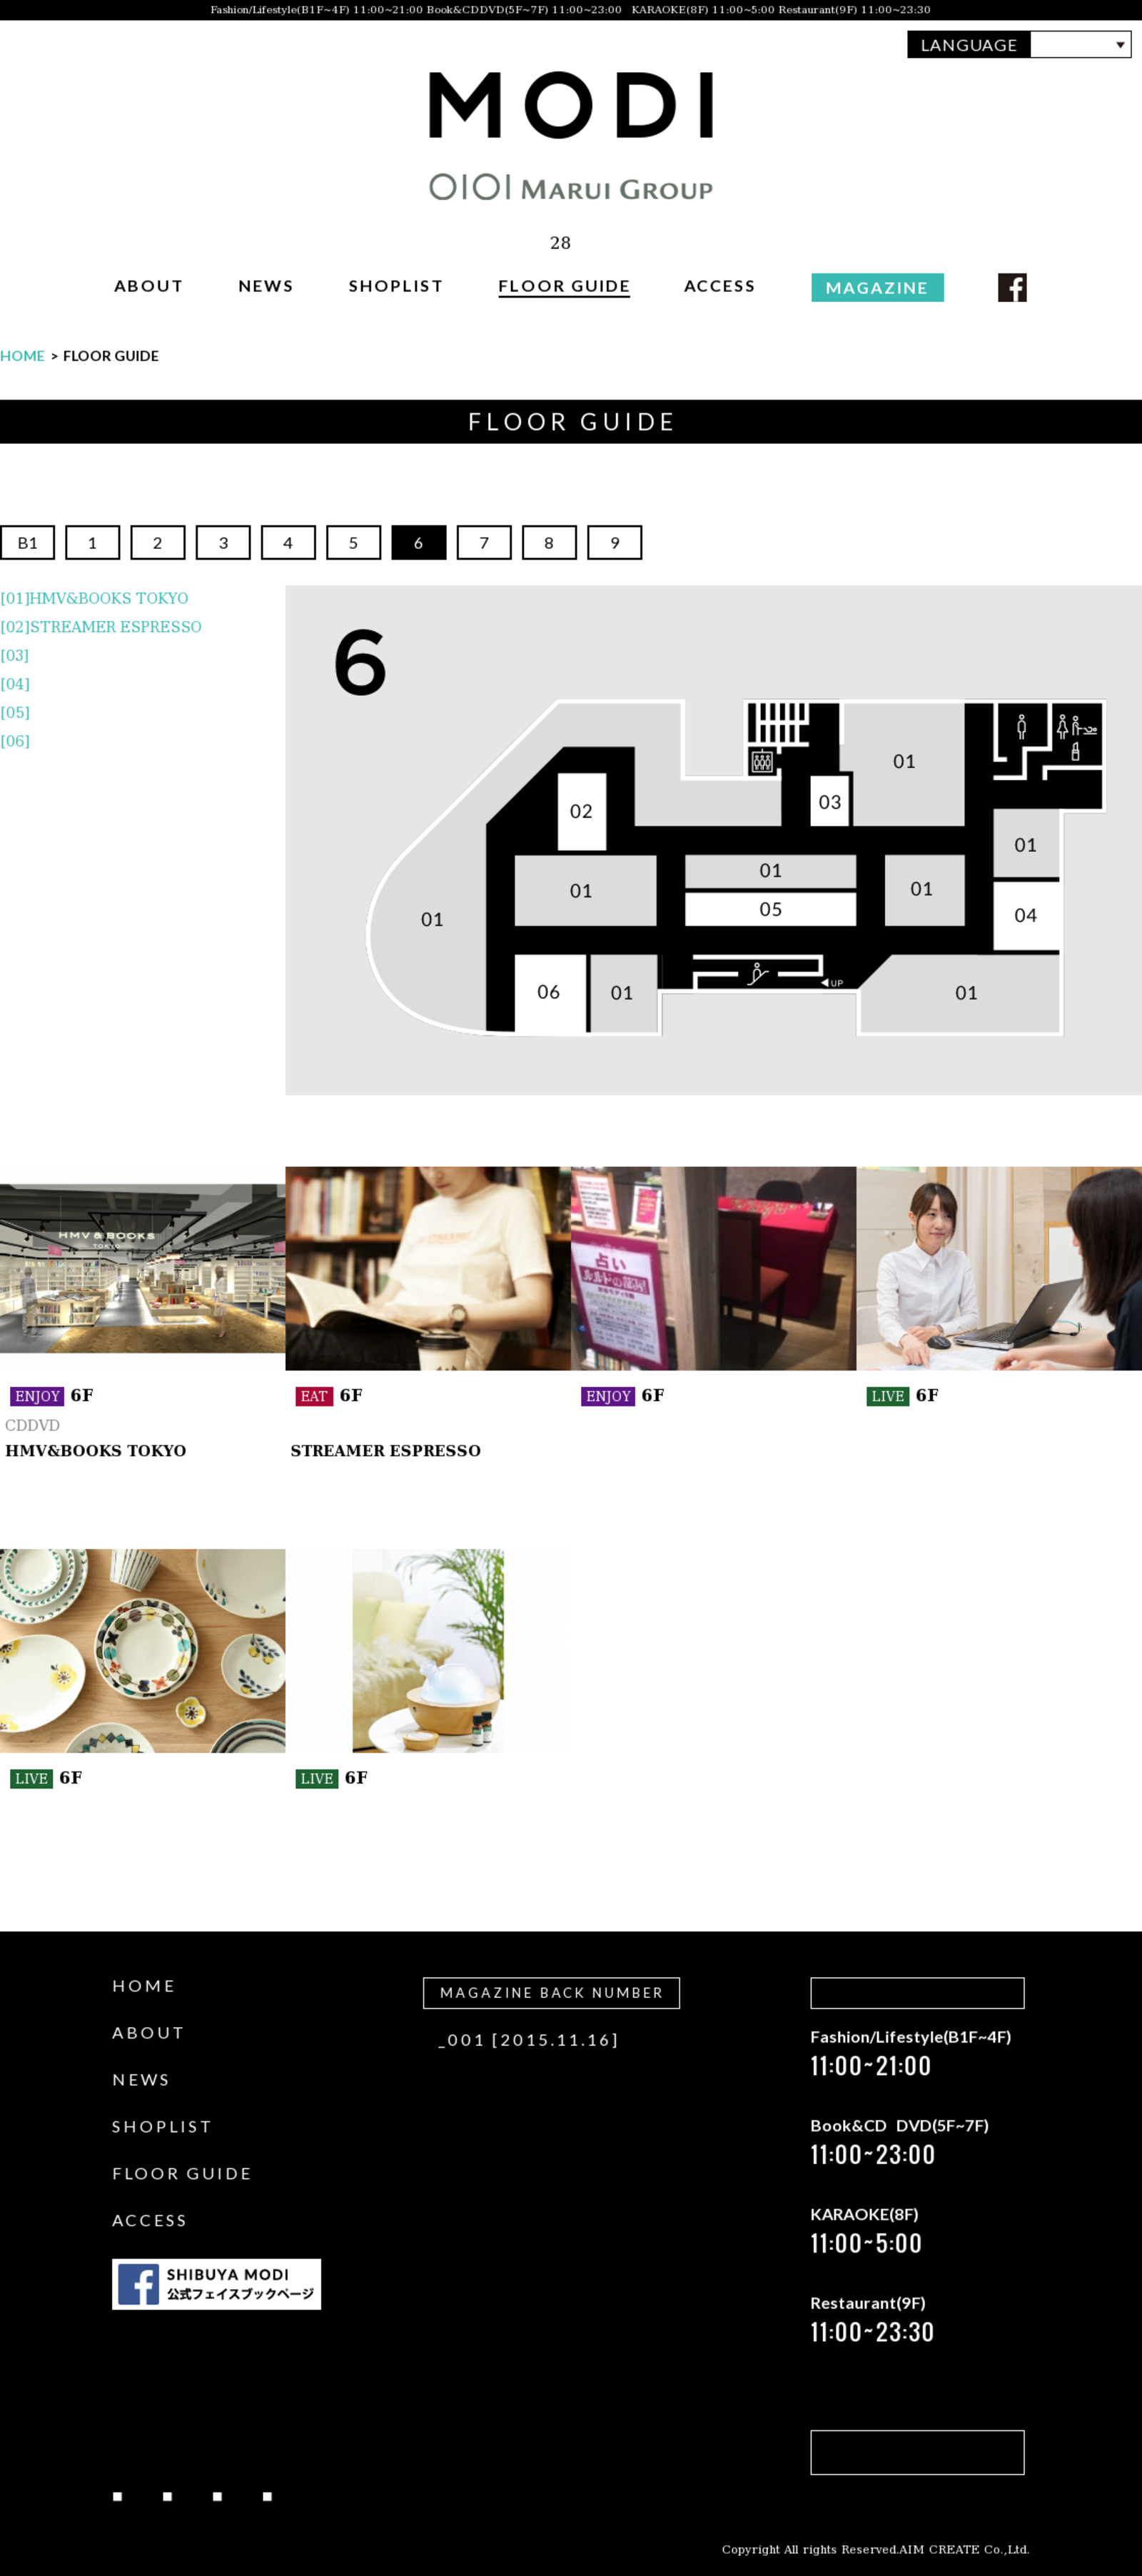 Fashion/Lifestyle(B1F~4F) 11:00~21:00 Book&CDDVD(5F~7F) 11:00~23:00 KARAOKE(8F) 11:00~5:00 Restaurant(9F) 11:00~23:30
LANGUAGE
MODI
OIOI MARUI GROUP
28
ABOUT NEWS SHOPLIST FLOOR GUIDE ACCESS MAGAZINE
HOME > FLOOR GUIDE
FLOOR GUIDE
B1 1 2 3 4 5 6 7 8 9
[01]HMV&BOOKS TOKYO
[02]STREAMER ESPRESSO
[03]
[04]
[05]
[06]
6
01
03
02
01
01
01
01
05
04
01
UP
06
01
01
HMV & BOOKS
TOKYO
占い
ENJOY 6F
CDDVD
HMV&BOOKS TOKYO
EAT 6F
STREAMER ESPRESSO
ENJOY 6F
LIVE 6F
LIVE 6F
LIVE 6F
HOME
ABOUT
NEWS
SHOPLIST
FLOOR GUIDE
ACCESS
SHIBUYA MODI
公式フェイスブックページ
MAGAZINE BACK NUMBER
_001 [2015.11.16]
Fashion/Lifestyle(B1F~4F)
11:00~21:00
Book&CD DVD(5F~7F)
11:00~23:00
KARAOKE(8F)
11:00~5:00
Restaurant(9F)
11:00~23:30
Copyright All rights Reserved.AIM CREATE Co.,Ltd.